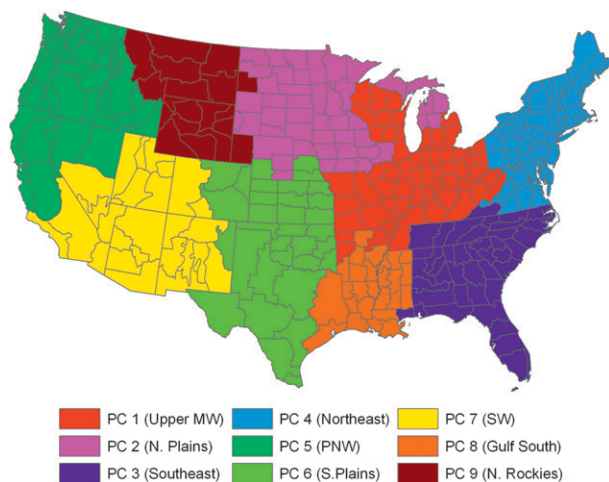 PC 1 (Upper MW) PC 4 (Northeast) PC 7 (SW)
PC 2 (N. Plains) PC 5 (PNW) PC 8 (Gulf South)
PC 3 (Southeast) PC 6 (S.Plains) PC 9 (N. Rockies)